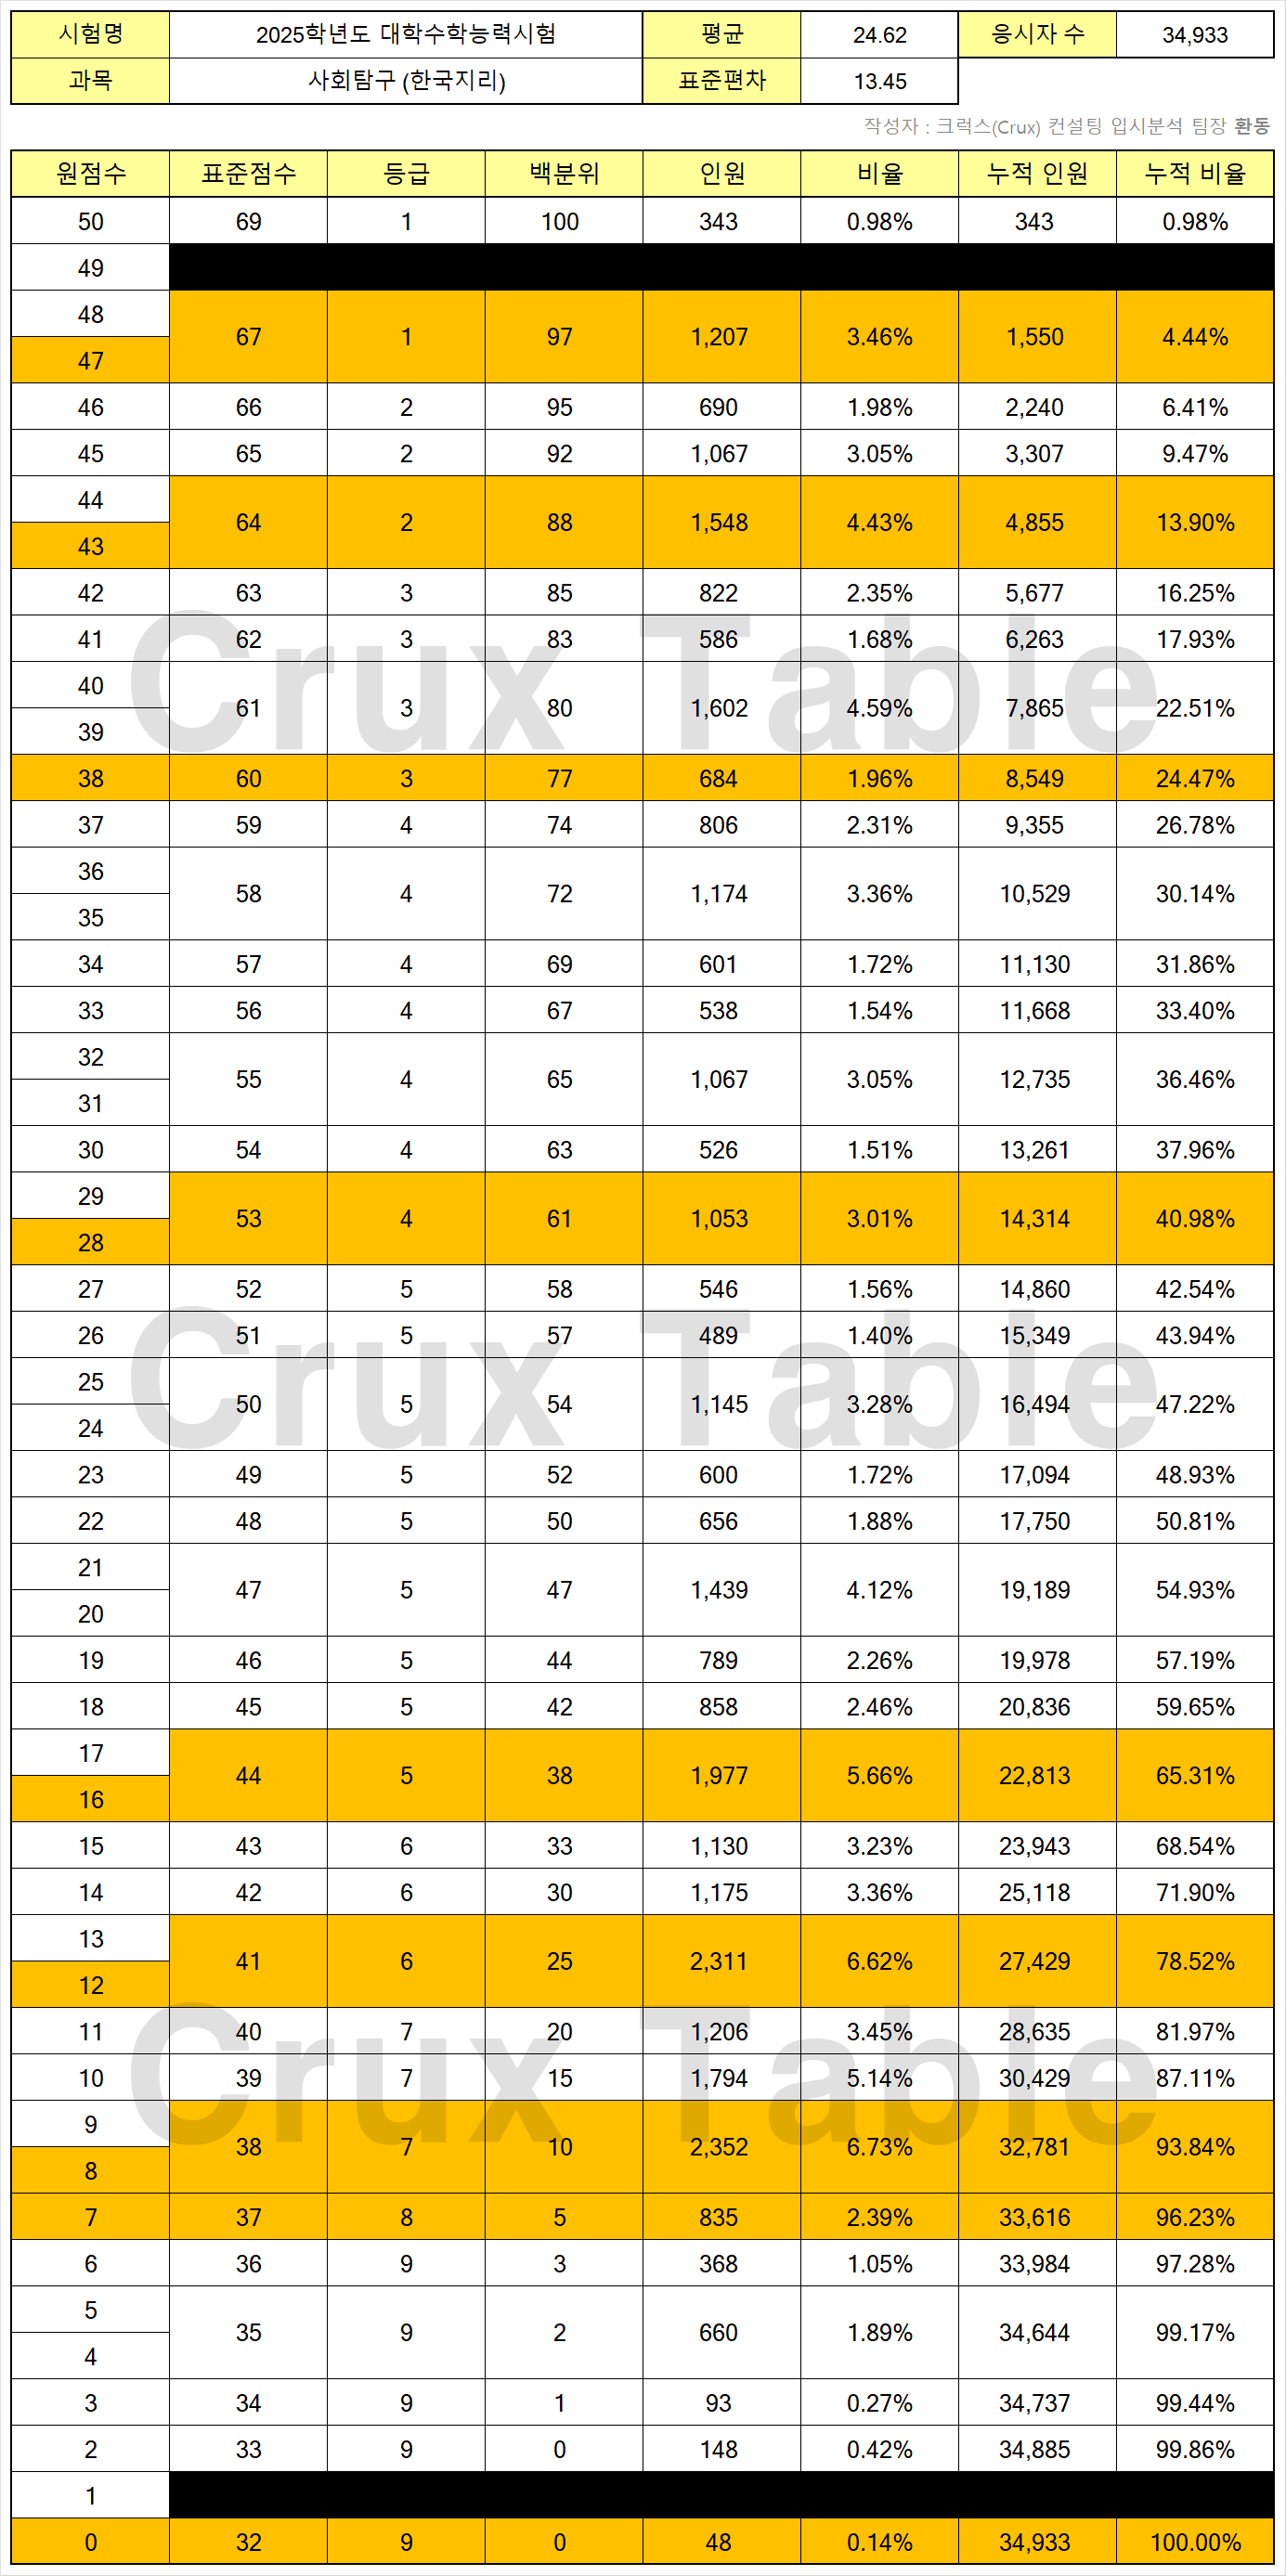 시험명 2025학년도 대학수학능력시험 평균 24.62 응시자 수 34,933
과목 사회탐구 (한국지리) 표준편차 13.45
작성자 : 크럭스(Crux) 컨설팅 입시분석 팀장 환동
원점수 표준점수 등급 백분위 인원 비율 누적 인원 누적 비율
50 69 1 100 343 0.98% 343 0.98%
49
48
67 1 97 1,207 3.46% 1,550 4.44%
47
46 66 2 95 690 1.98% 2,240 6.41%
45 65 2 92 1,067 3.05% 3,307 9.47%
44
64 2 88 1,548 4.43% 4,855 13.90%
43
42 63 3 85 822 2.35% 5,677 16.25%
41 62 3 83 586 1.68% 6,263 17.93%
Crux Table
40
61 3 80 1,602 4.59% 7,865 22.51%
39
38 60 3 77 684 1.96% 8,549 24.47%
37 59 4 74 806 2.31% 9,355 26.78%
36
58 4 72 1,174 3.36% 10,529 30.14%
35
34 57 4 69 601 1.72% 11,130 31.86%
33 56 4 67 538 1.54% 11,668 33.40%
32
55 4 65 1,067 3.05% 12,735 36.46%
31
30 54 4 63 526 1.51% 13,261 37.96%
29
53 4 61 1,053 3.01% 14,314 40.98%
28
27 52 5 58 546 1.56% 14,860 42.54%
26 51 5 57 489 1.40% 15,349 43.94%
Crux Table
25
50 5 54 1,145 3.28% 16,494 47.22%
24
23 49 5 52 600 1.72% 17,094 48.93%
22 48 5 50 656 1.88% 17,750 50.81%
21
47 5 47 1,439 4.12% 19,189 54.93%
20
19 46 5 44 789 2.26% 19,978 57.19%
18 45 5 42 858 2.46% 20,836 59.65%
17
44 5 38 1,977 5.66% 22,813 65.31%
16
15 43 6 33 1,130 3.23% 23,943 68.54%
14 42 6 30 1,175 3.36% 25,118 71.90%
13
41 6 25 2,311 6.62% 27,429 78.52%
12
11 40 7 20 1,206 3.45% 28,635 81.97%
Crux Table
10 39 7 15 1,794 5.14% 30,429 87.11%
9
38 7 10 2,352 6.73% 32,781 93.84%
8
7 37 8 5 835 2.39% 33,616 96.23%
6 36 9 3 368 1.05% 33,984 97.28%
5
35 9 2 660 1.89% 34,644 99.17%
4
3 34 9 1 93 0.27% 34,737 99.44%
2 33 9 0 148 0.42% 34,885 99.86%
1
0 32 9 0 48 0.14% 34,933 100.00%